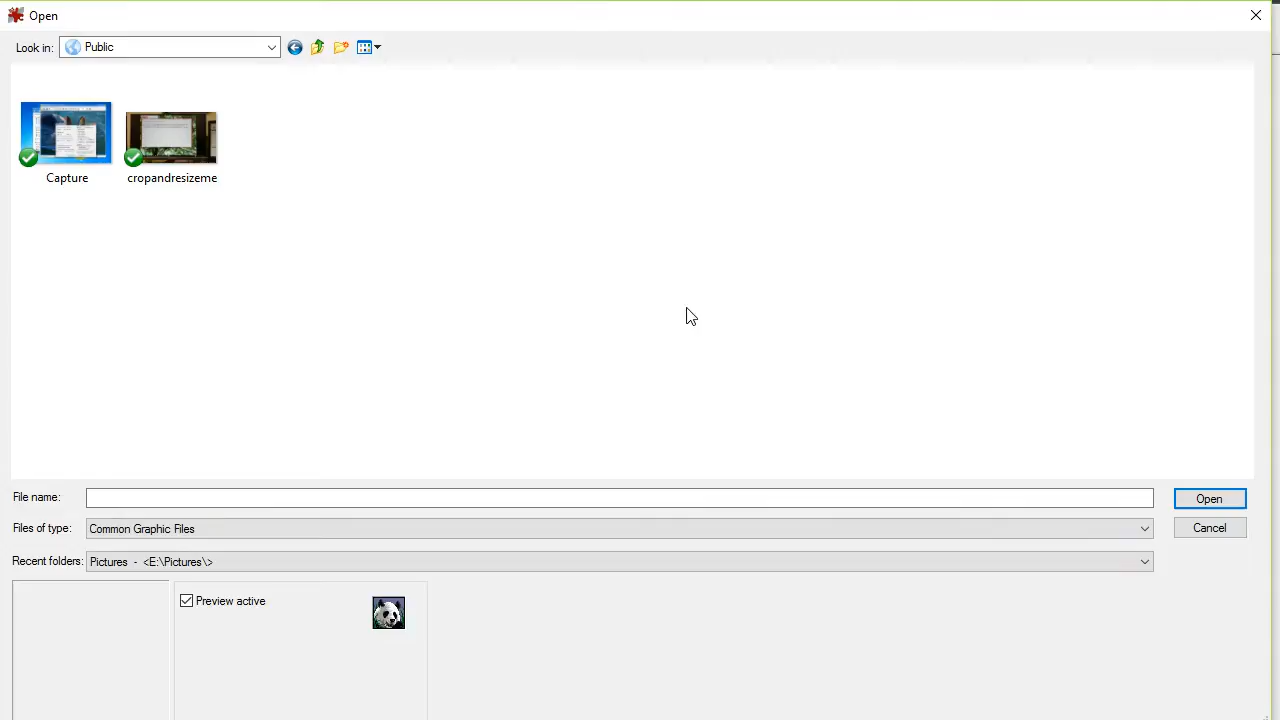 Open
Look in: Public
Capture
cropandresizeme
File name:
Open
Files of type: Common Graphic Files
Cancel
Recent folders: Pictures - <E:\Pictures\>
Preview active